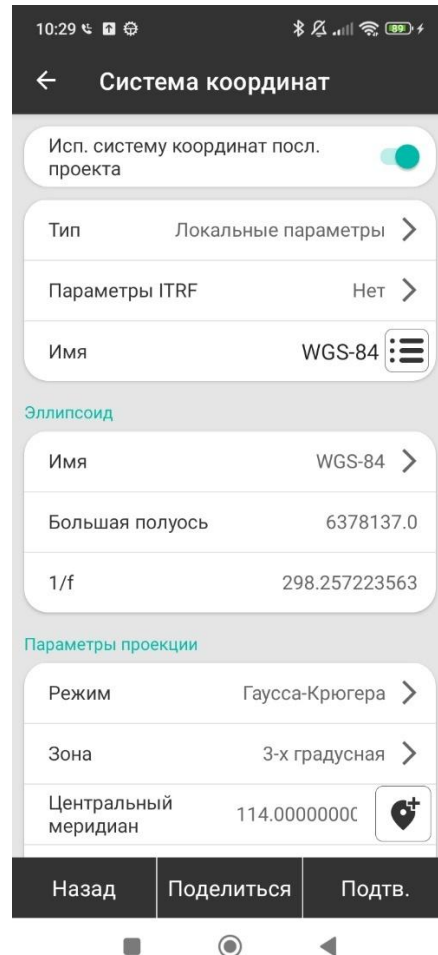 10:29 89
Система координат
Исп. систему координат посл.
проекта
Тип Локальные параметры
Параметры ITRF Нет
Имя WGS-84
Эллипсоид
Имя WGS-84
Большая полуось 6378137.0
1/f 298.257223563
Параметры проекции
Режим Гаусса-Крюгера
Зона 3-х градусная
Центральный
меридиан 114.00000000
Назад Поделиться Подтв.